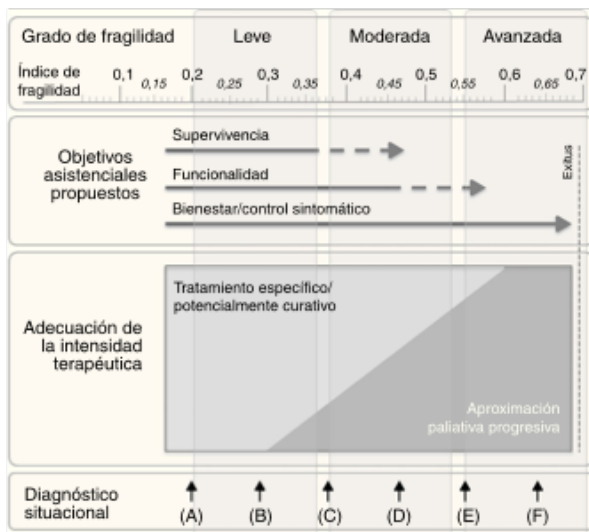 Grado de fragilidad Leve Moderada Avanzada
Índice de fragilidad 0,1 0,15 0,2 0,25 0,3 0,35 0,4 0,45 0,5 0,55 0,6 0,65 0,7
Objetivos
asistenciales
propuestos
Supervivencia
Funcionalidad
Bienestar/control sintomático
Exitus
Adecuación de
la intensidad
terapéutica
Tratamiento específico/
potencialmente curativo
Aproximación
paliativa progresiva
Diagnóstico
situacional
(A) (B) (C) (D) (E) (F)